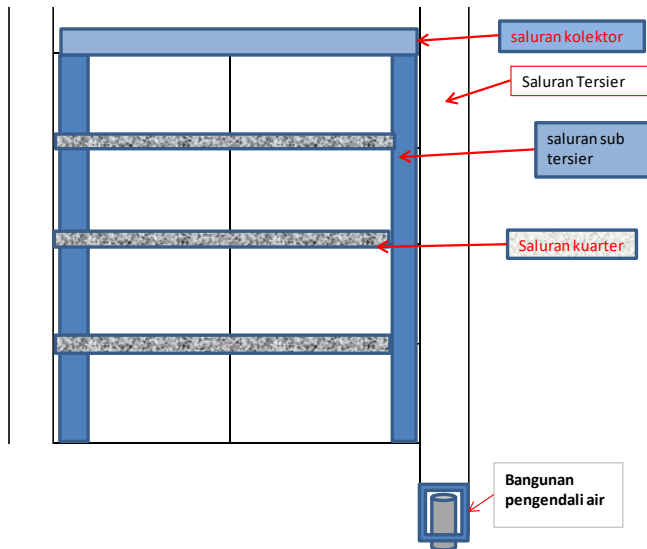 saluran kolektor
Saluran Tersier
saluran sub
tersier
Saluran kuarter
Bangunan
pengendali air